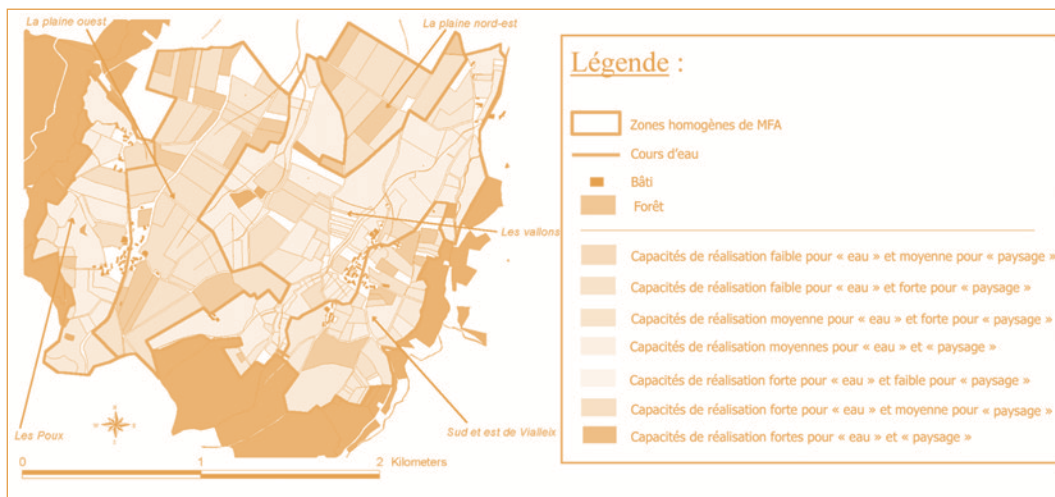 La plaine ouest
La plaine nord-est
Les vallons
Les Poux
Sud et est de Vialleix
0 1 2 Kilometers
Légende :
Zones homogènes de MFA
Cours d'eau
Bâti
Forêt
Capacités de réalisation faible pour « eau » et moyenne pour « paysage »
Capacités de réalisation faible pour « eau » et forte pour « paysage »
Capacités de réalisation moyenne pour « eau » et forte pour « paysage »
Capacités de réalisation moyennes pour « eau » et « paysage »
Capacités de réalisation forte pour « eau » et faible pour « paysage »
Capacités de réalisation forte pour « eau » et moyenne pour « paysage »
Capacités de réalisation fortes pour « eau » et « paysage »